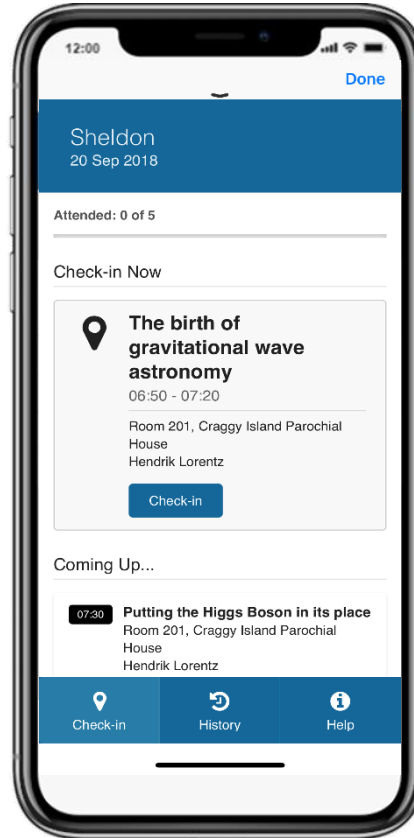 12:00
Done
Sheldon
20 Sep 2018
Attended: 0 of 5
Check-in Now
The birth of
gravitational wave
astronomy
06:50 - 07:20
Room 201, Craggy Island Parochial
House
Hendrik Lorentz
Check-in
Coming Up...
07:30 Putting the Higgs Boson in its place
Room 201, Craggy Island Parochial
House
Hendrik Lorentz
Check-in History Help